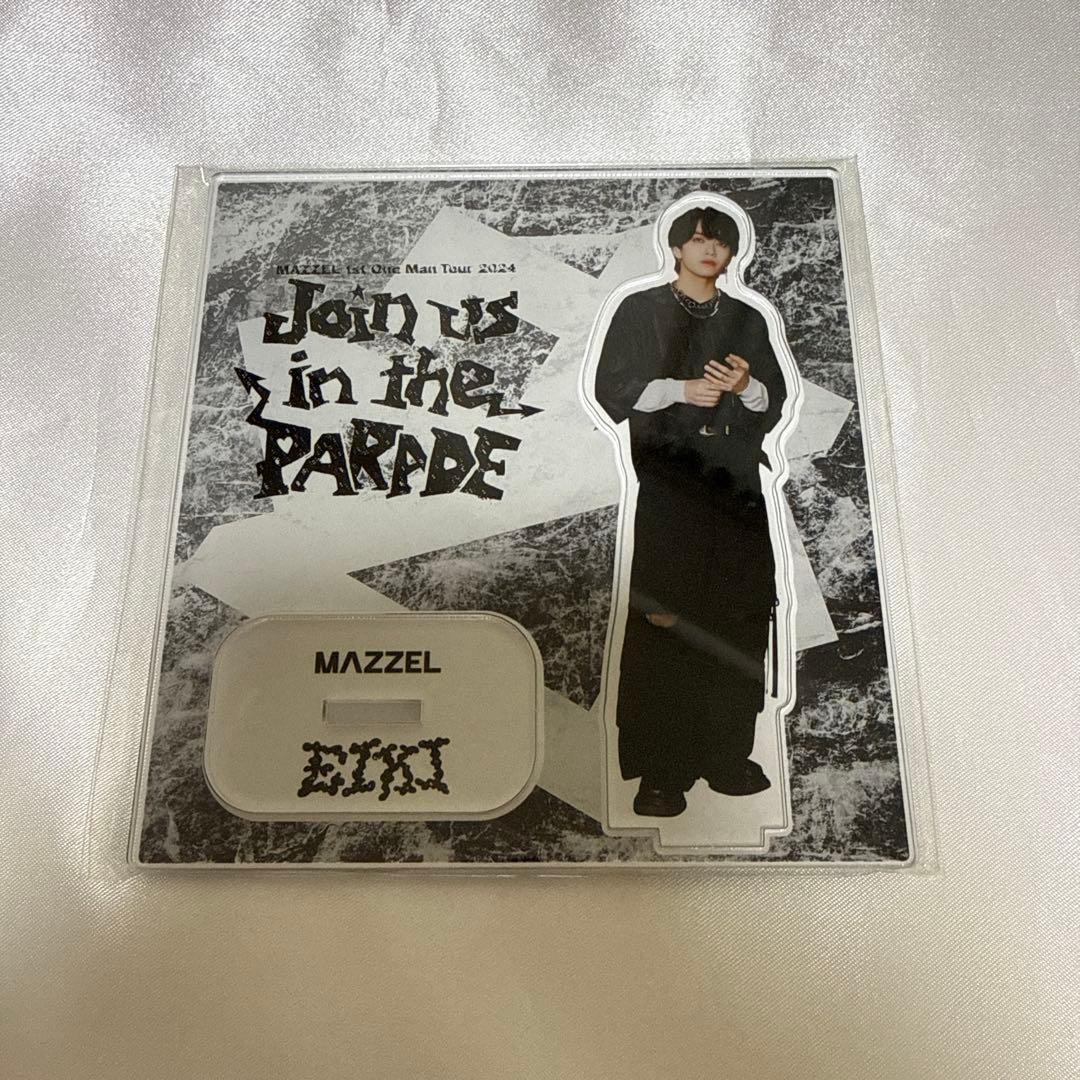 MAZZEL 1st One Man Tour 2024
Join us
in the
PARADE
MAZZEL
EIKI